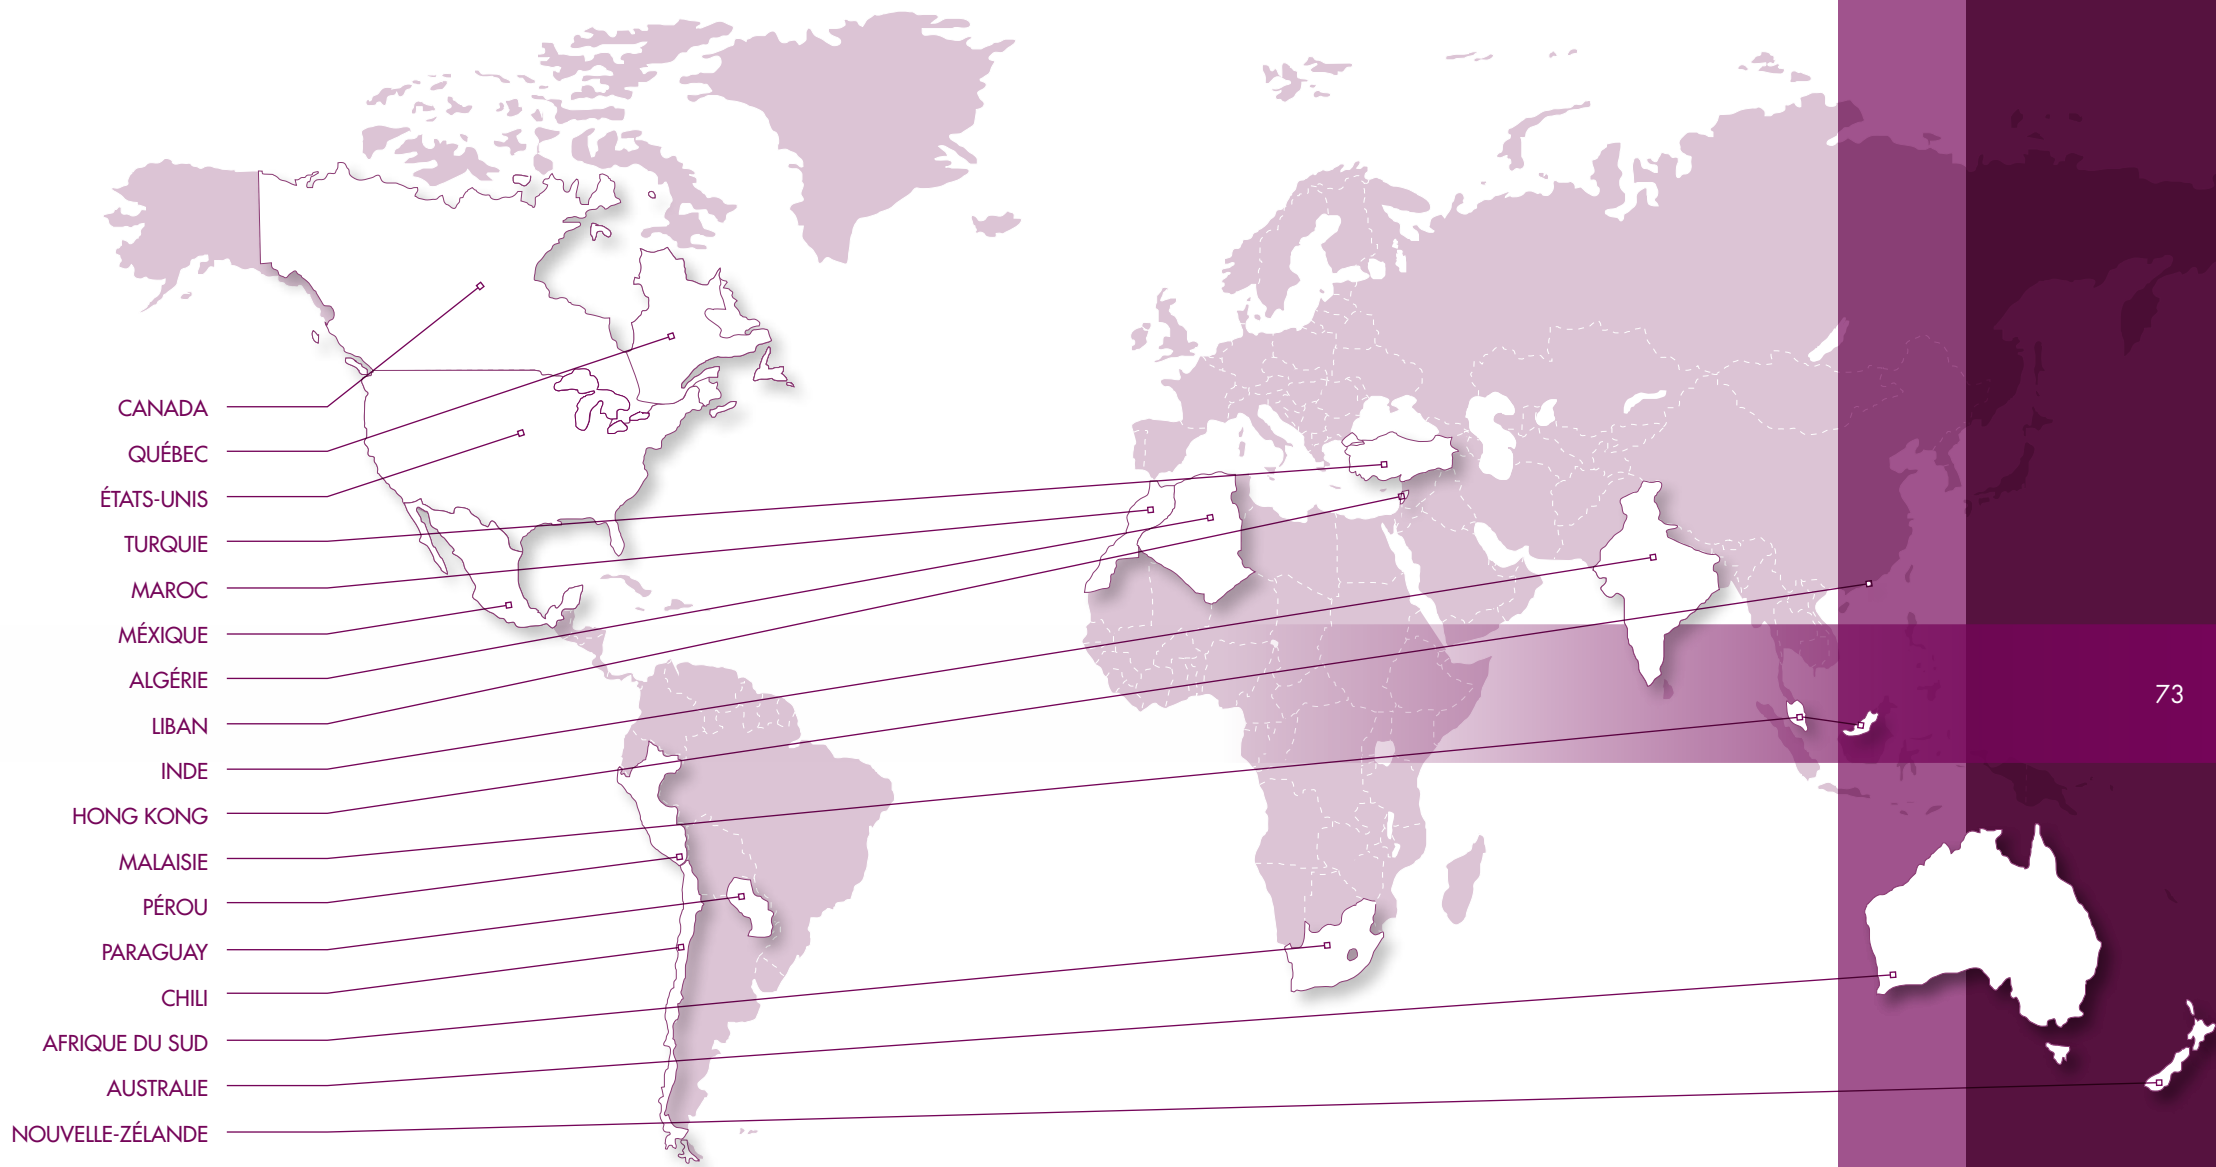 CANADA
QUÉBEC
ÉTATS-UNIS
TURQUIE
MAROC
MÉXIQUE
ALGÉRIE
LIBAN
INDE
HONG KONG
MALAISIE
PÉROU
PARAGUAY
CHILI
AFRIQUE DU SUD
AUSTRALIE
NOUVELLE-ZÉLANDE
73